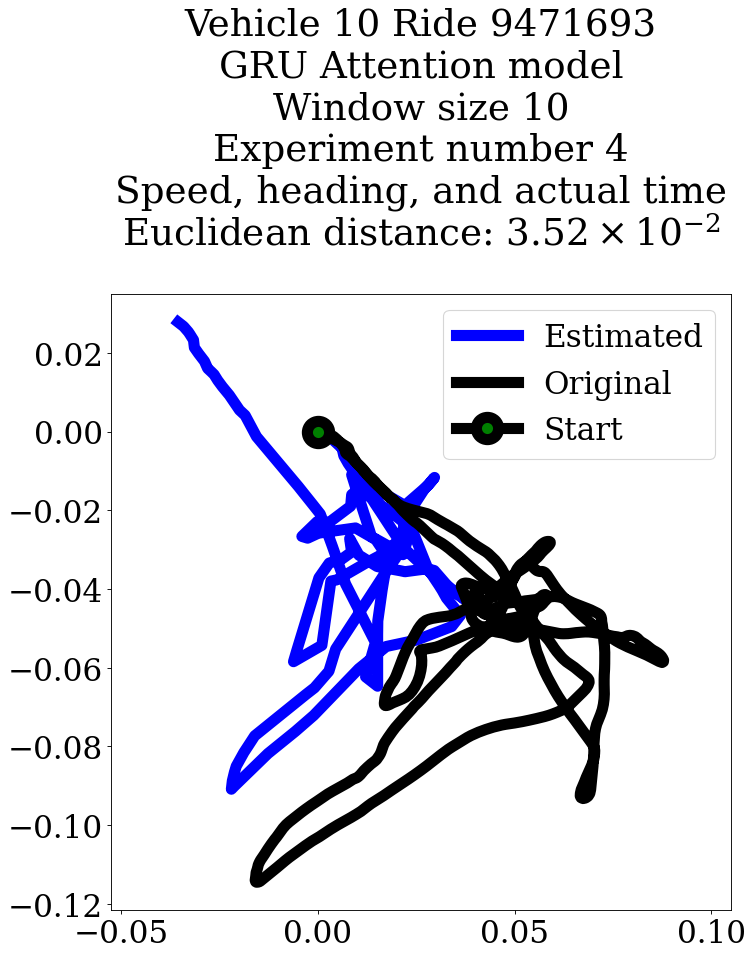 Vehicle 10 Ride 9471693
GRU Attention model
Window size 10
Experiment number 4
Speed, heading, and actual time
Euclidean distance: 3.52 × 10⁻²
Estimated
Original
Start
0.02
0.00
−0.02
−0.04
−0.06
−0.08
−0.10
−0.12
−0.05
0.00
0.05
0.10